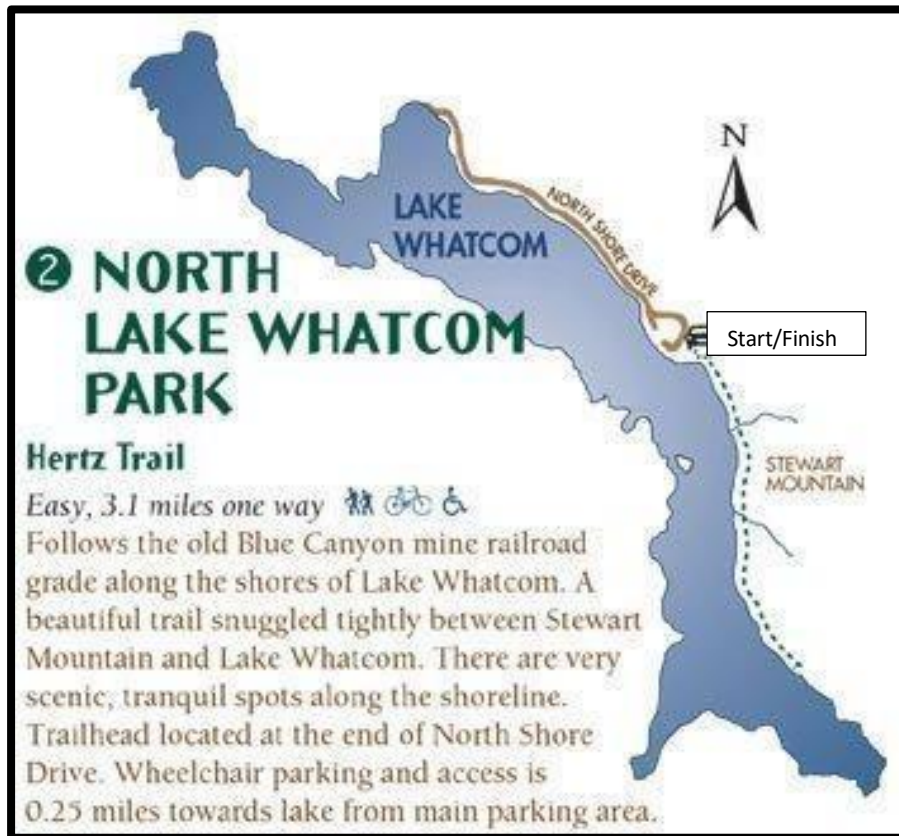 N
LAKE
WHATCOM
NORTH SHORE DRIVE
2 NORTH
LAKE WHATCOM
PARK
Start/Finish
STEWART
MOUNTAIN
Hertz Trail
Easy, 3.1 miles one way
Follows the old Blue Canyon mine railroad
grade along the shores of Lake Whatcom. A
beautiful trail snuggled tightly between Stewart
Mountain and Lake Whatcom. There are very
scenic, tranquil spots along the shoreline.
Trailhead located at the end of North Shore
Drive. Wheelchair parking and access is
0.25 miles towards lake from main parking area.